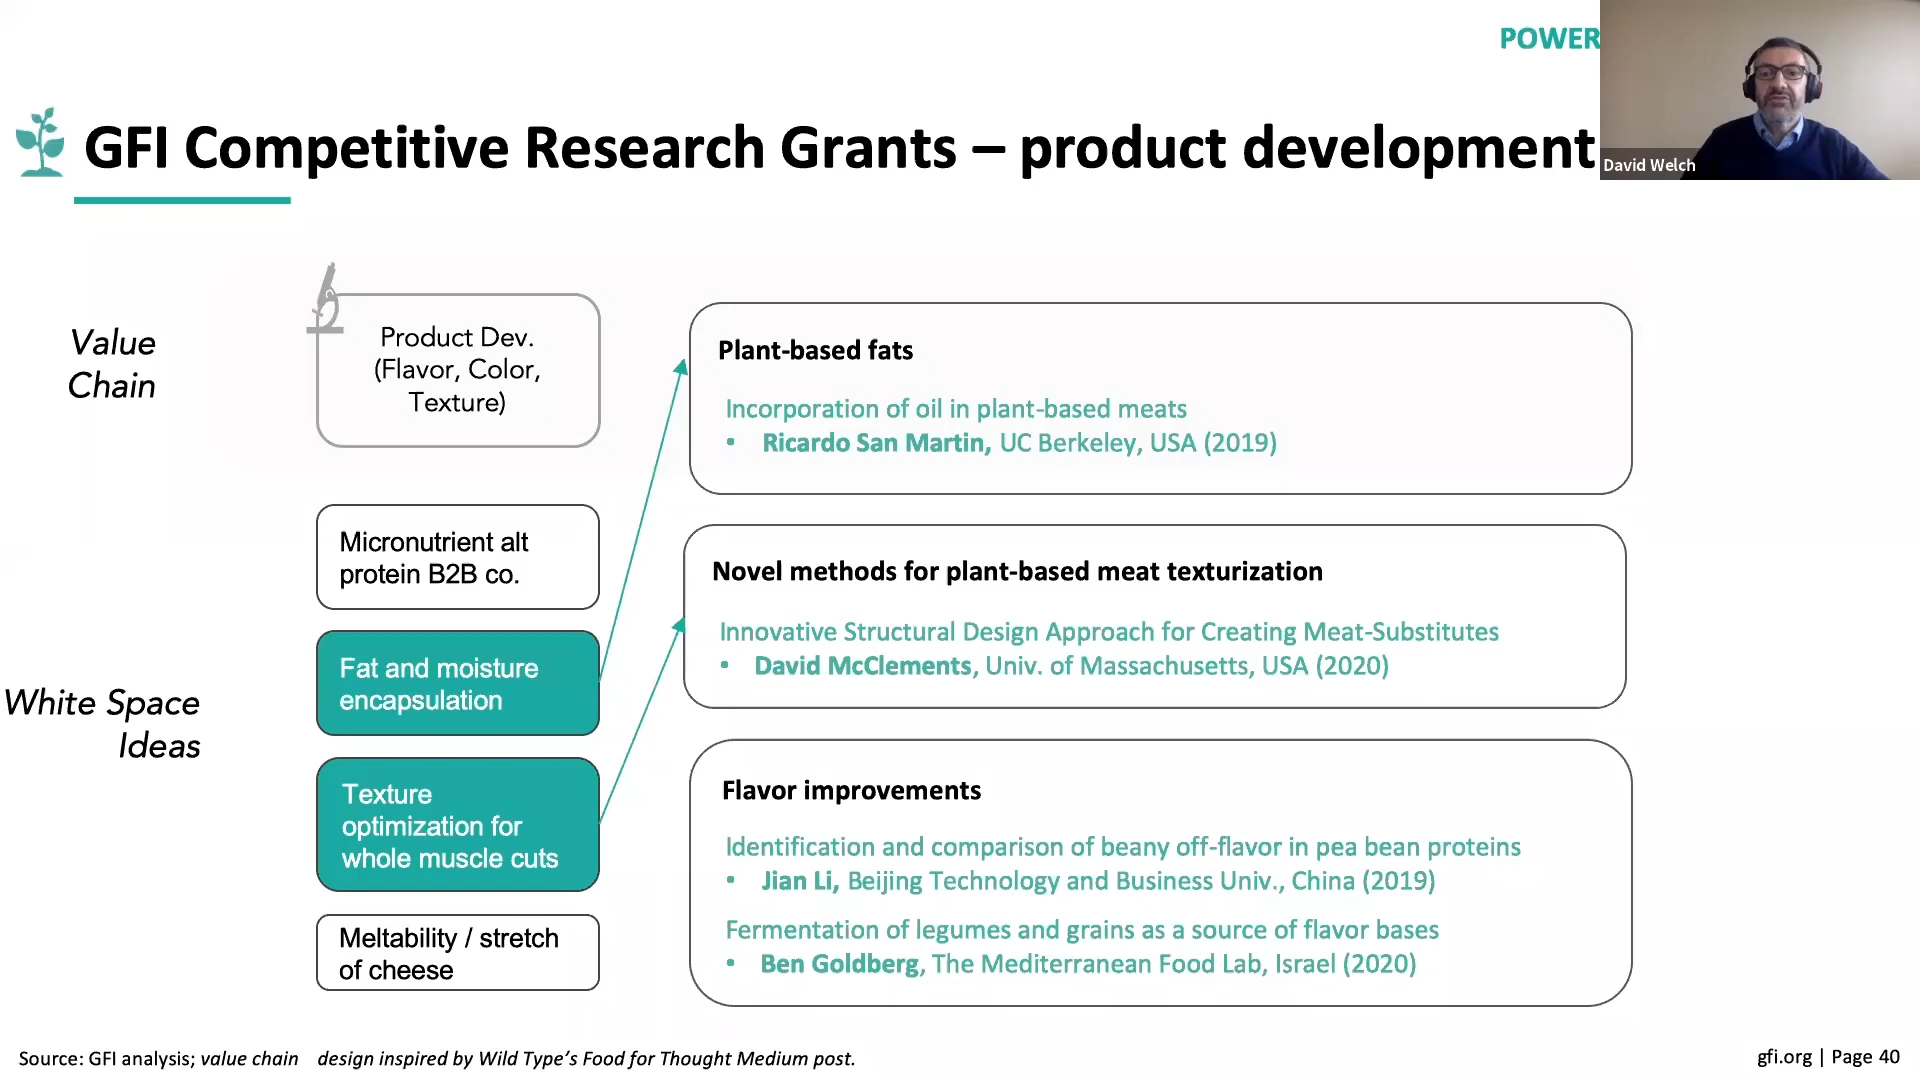 POWER
GFI Competitive Research Grants – product development
David Welch
Value
Chain
Product Dev.
(Flavor, Color,
Texture)
White Space
Ideas
Micronutrient alt
protein B2B co.
Fat and moisture
encapsulation
Texture
optimization for
whole muscle cuts
Meltability / stretch
of cheese
Plant-based fats
Incorporation of oil in plant-based meats
• Ricardo San Martin, UC Berkeley, USA (2019)
Novel methods for plant-based meat texturization
Innovative Structural Design Approach for Creating Meat-Substitutes
• David McClements, Univ. of Massachusetts, USA (2020)
Flavor improvements
Identification and comparison of beany off-flavor in pea bean proteins
• Jian Li, Beijing Technology and Business Univ., China (2019)
Fermentation of legumes and grains as a source of flavor bases
• Ben Goldberg, The Mediterranean Food Lab, Israel (2020)
Source: GFI analysis; value chain design inspired by Wild Type's Food for Thought Medium post.
gfi.org | Page 40